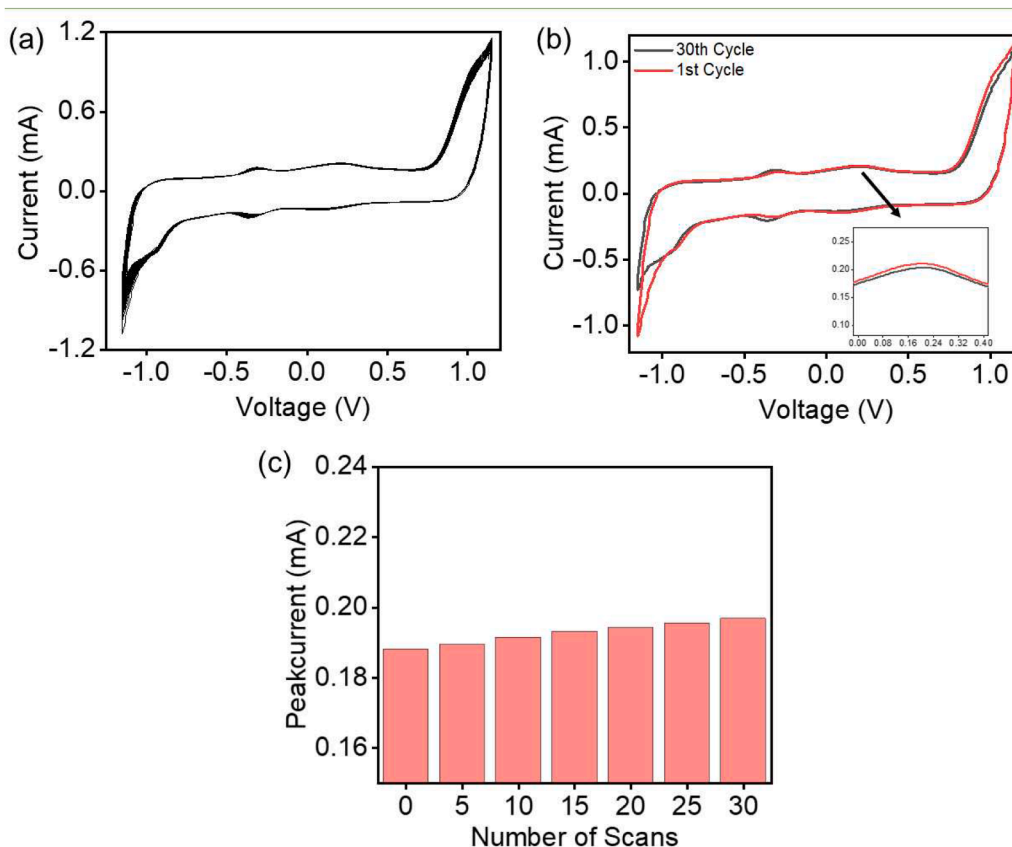 (a)
1.2
0.6
0.0
-0.6
-1.2
Current (mA)
-1.0
-0.5
0.0
0.5
1.0
Voltage (V)
(b)
30th Cycle
1st Cycle
1.0
0.5
0.0
-0.5
-1.0
Current (mA)
0.25
0.20
0.15
0.10
0.00 0.08 0.16 0.24 0.32 0.40
-1.0
-0.5
0.0
0.5
1.0
Voltage (V)
(c)
0.24
0.22
0.20
0.18
0.16
Peakcurrent (mA)
0 5 10 15 20 25 30
Number of Scans